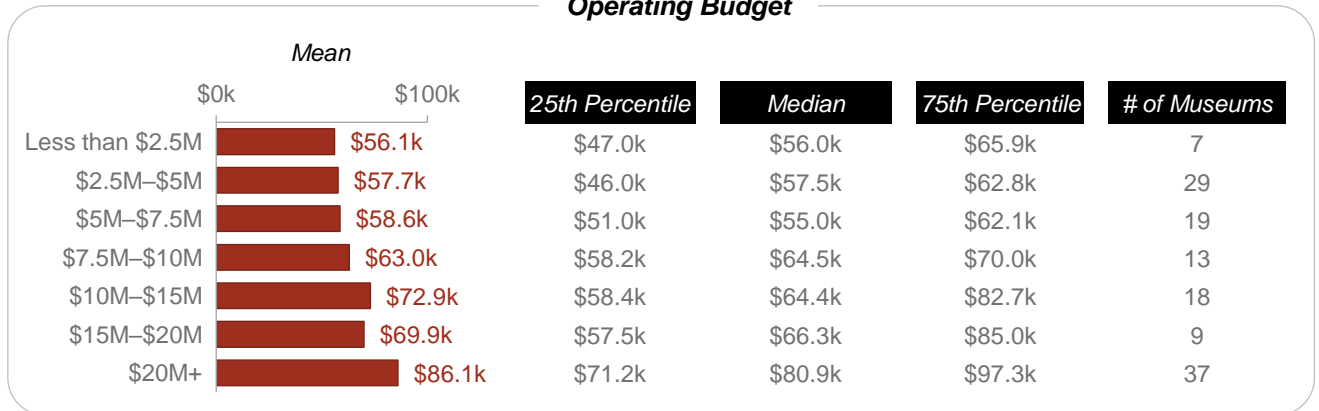 Operating Budget
Mean
$0k $100k 25th Percentile Median 75th Percentile # of Museums
Less than $2.5M $56.1k $47.0k $56.0k $65.9k 7
$2.5M–$5M $57.7k $46.0k $57.5k $62.8k 29
$5M–$7.5M $58.6k $51.0k $55.0k $62.1k 19
$7.5M–$10M $63.0k $58.2k $64.5k $70.0k 13
$10M–$15M $72.9k $58.4k $64.4k $82.7k 18
$15M–$20M $69.9k $57.5k $66.3k $85.0k 9
$20M+ $86.1k $71.2k $80.9k $97.3k 37